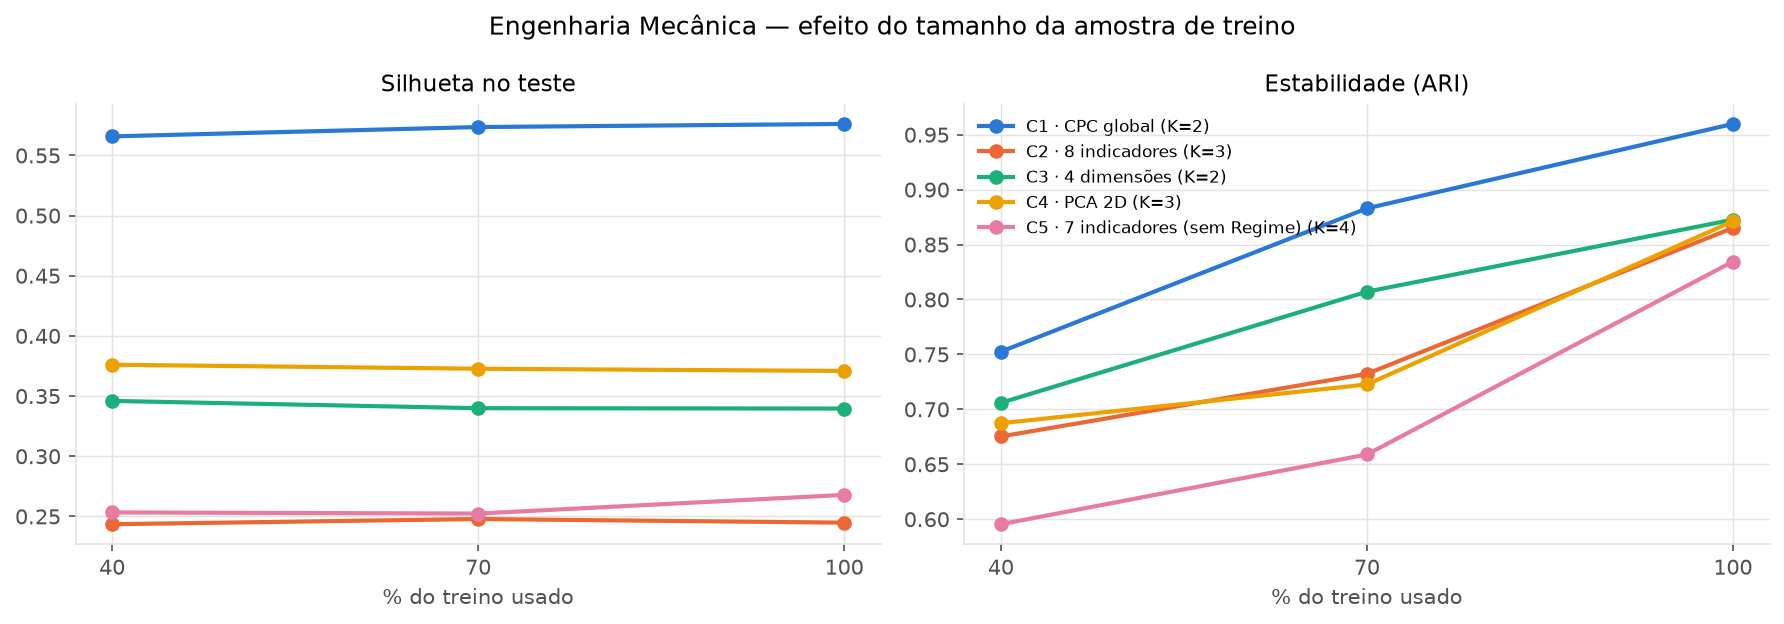 Engenharia Mecânica — efeito do tamanho da amostra de treino
Silhueta no teste
0.55
0.50
0.45
0.40
0.35
0.30
0.25
40
70
100
% do treino usado
Estabilidade (ARI)
C1 · CPC global (K=2)
C2 · 8 indicadores (K=3)
C3 · 4 dimensões (K=2)
C4 · PCA 2D (K=3)
C5 · 7 indicadores (sem Regime) (K=4)
0.95
0.90
0.85
0.80
0.75
0.70
0.65
0.60
40
70
100
% do treino usado